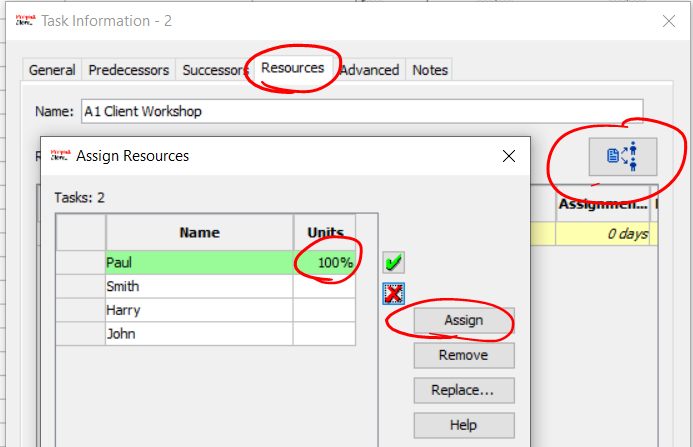 Task Information - 2
General Predecessors Successors Resources Advanced Notes
Name: A1 Client Workshop
Assign Resources
Tasks: 2
Assignmen...
Name Units
0 days
Paul 100%
Smith
Harry
John
Assign
Remove
Replace...
Help